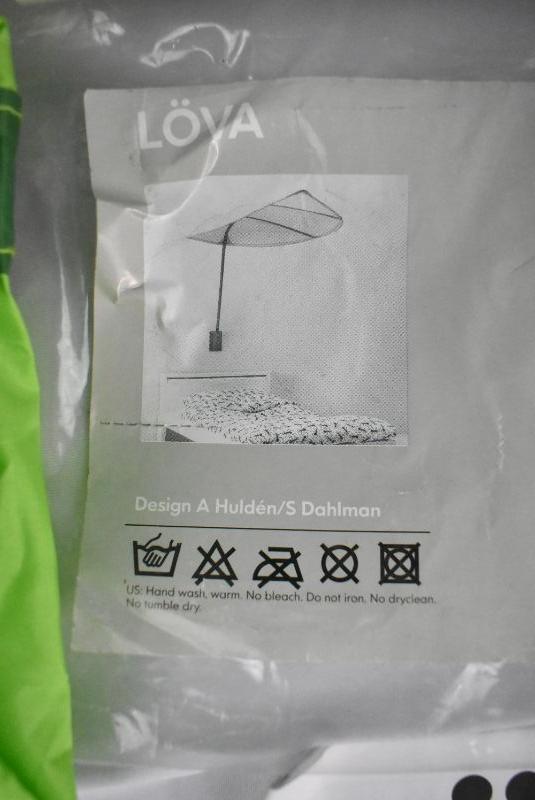 LÖVA
Design A Huldén/S Dahlman
US: Hand wash, warm. No bleach. Do not iron. No dryclean.
No tumble dry.